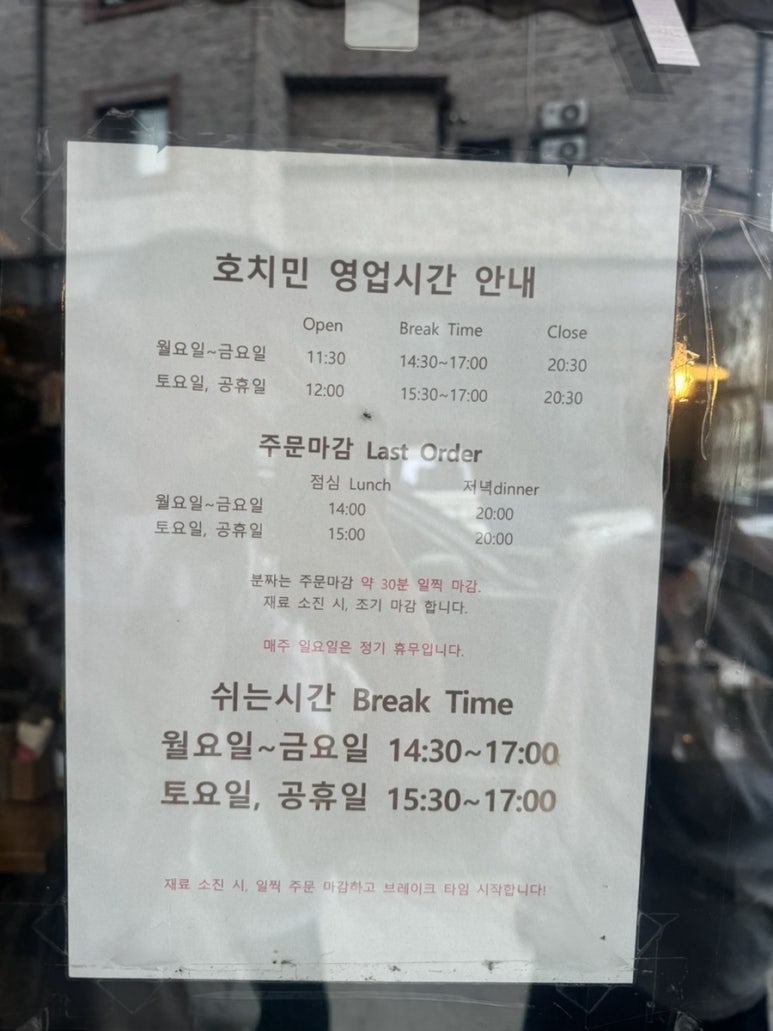 호치민 영업시간 안내
Open Break Time Close
월요일~금요일 11:30 14:30~17:00 20:30
토요일, 공휴일 12:00 15:30~17:00 20:30
주문마감 Last Order
점심 Lunch 저녁dinner
월요일~금요일 14:00 20:00
토요일, 공휴일 15:00 20:00
분짜는 주문마감 약 30분 일찍 마감.
재료 소진 시, 조기 마감 합니다.
매주 일요일은 정기 휴무입니다.
쉬는시간 Break Time
월요일~금요일 14:30~17:00
토요일, 공휴일 15:30~17:00
재료 소진 시, 일찍 주문 마감하고 브레이크 타임 시작합니다!